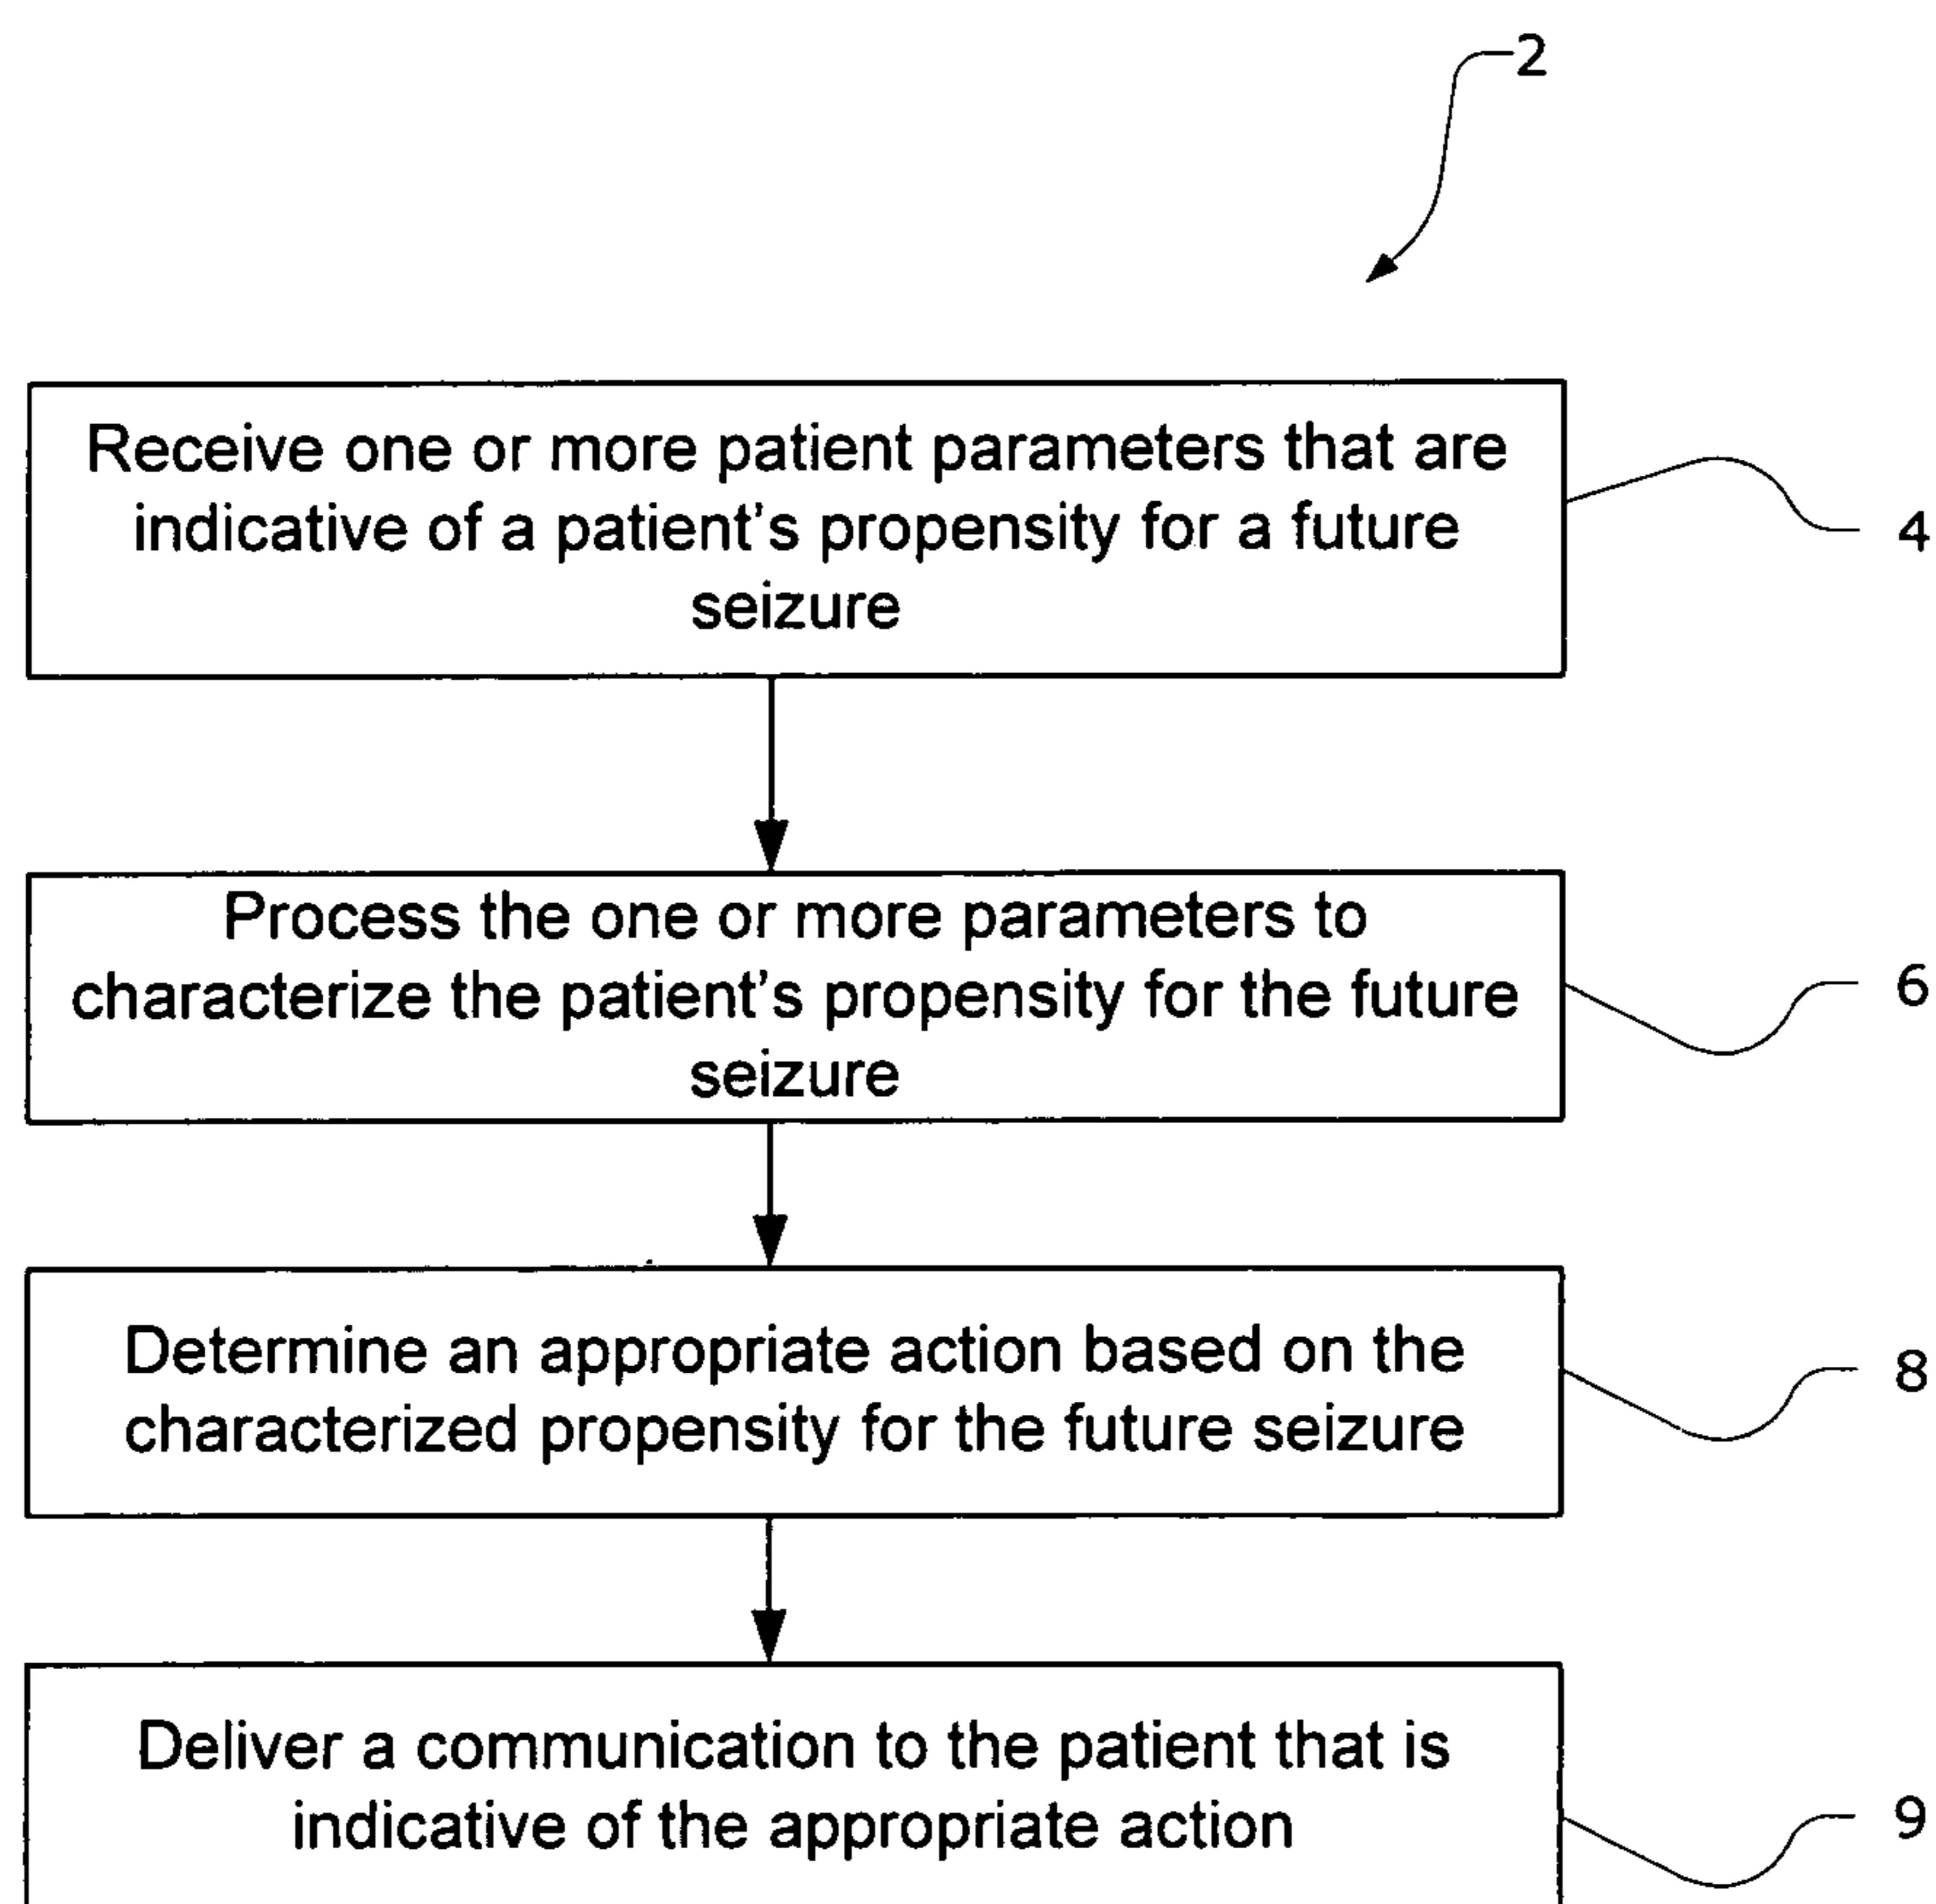 2
Receive one or more patient parameters that are
indicative of a patient's propensity for a future
seizure
4
Process the one or more parameters to
characterize the patient's propensity for the future
seizure
6
Determine an appropriate action based on the
characterized propensity for the future seizure
8
Deliver a communication to the patient that is
indicative of the appropriate action
9